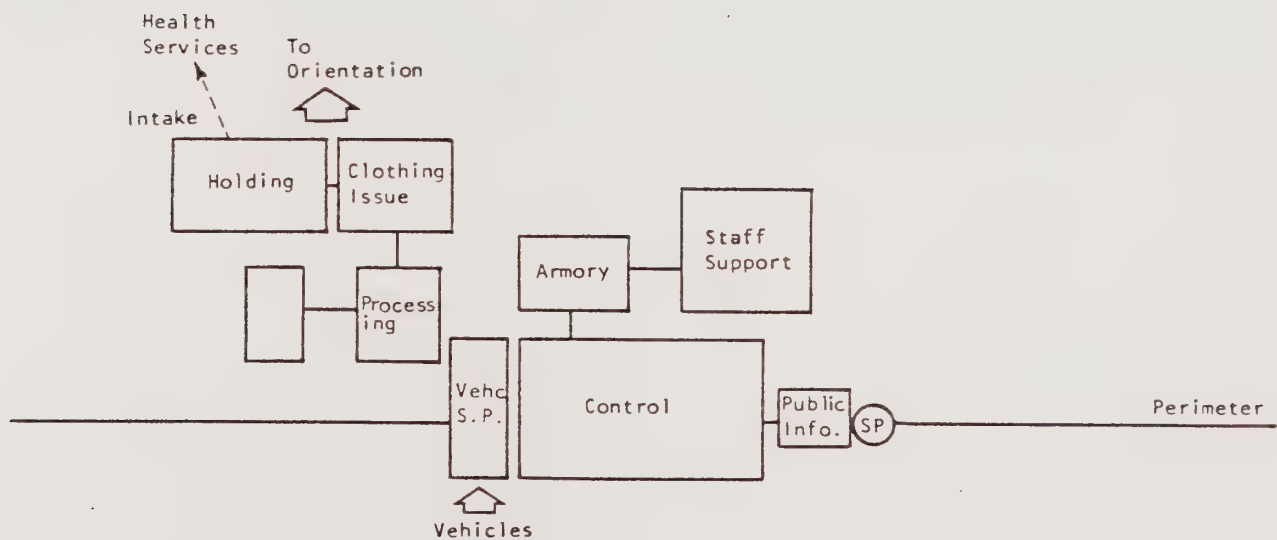 Health
Services
To
Orientation
Intake
Holding
Clothing
Issue
Staff
Support
Armory
Process
ing
Vehc
S.P.
Control
Public
Info.
SP
Perimeter
Vehicles